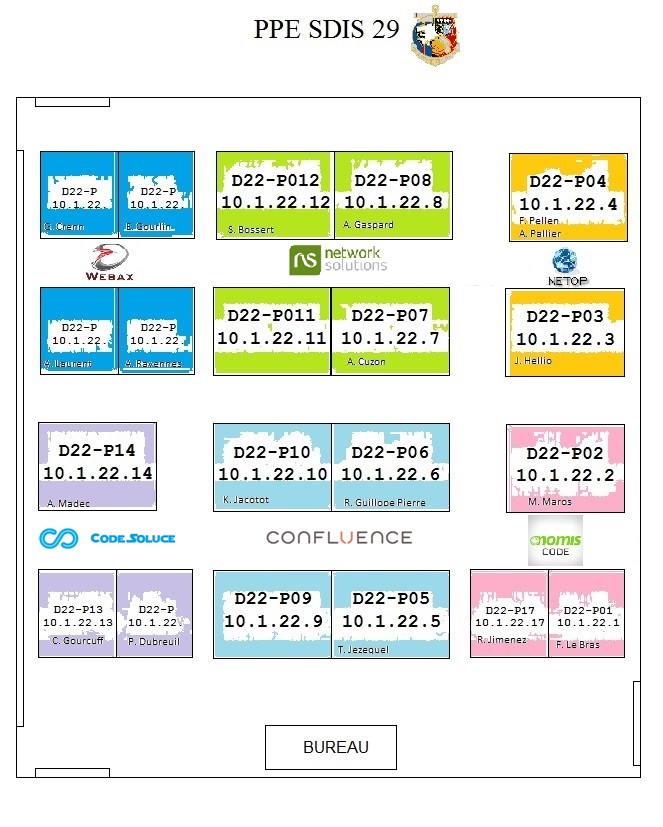 PPE SDIS 29
D22-P
10.1.22
G. Crenn
D22-P
10.1.22
E. Gourlin
D22-P012
10.1.22.12
S. Bossert
D22-P08
10.1.22.8
A. Gaspard
D22-P04
10.1.22.4
F. Pellen
A. Pallier
WEBAX
network
solutions
NETOP
D22-P
10.1.22.
A. Laurent
D22-P
10.1.22.
A. Ravennes
D22-P011
10.1.22.11
D22-P07
10.1.22.7
A. Cuzon
D22-P03
10.1.22.3
J. Hellio
D22-P14
10.1.22.14
A. Madec
D22-P10
10.1.22.10
K. Jacotot
D22-P06
10.1.22.6
R. Guillope Pierre
D22-P02
10.1.22.2
M. Maros
CODE.SOLUCE
CONFLUENCE
Gnomis
CODE
D22-P13
10.1.22.13
C. Gourcuff
D22-P
10.1.22
P. Dubreuil
D22-P09
10.1.22.9
D22-P05
10.1.22.5
T. Jezequel
D22-P17
10.1.22.17
R. Jimenez
D22-P01
10.1.22.1
F. Le Bras
BUREAU